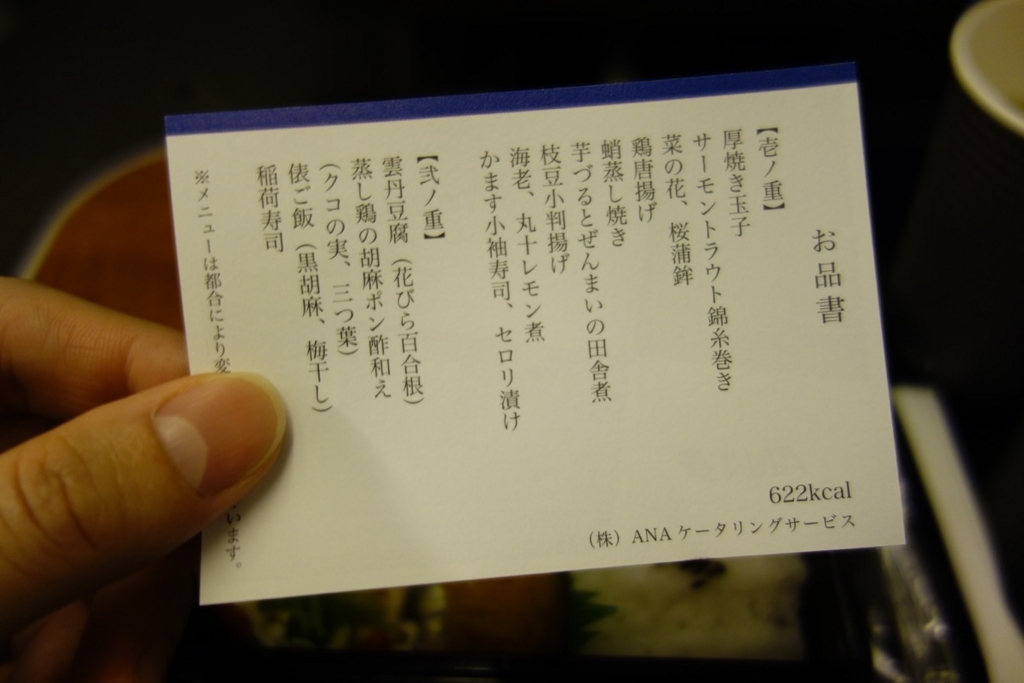 お品書
【壱ノ重】
厚焼き玉子
サーモントラウト錦糸巻き
菜の花、桜蒲鉾
鶏唐揚げ
蛸蒸し焼き
芋づるとぜんまいの田舎煮
枝豆小判揚げ
海老、丸十レモン煮
かます小袖寿司、セロリ漬け
【弐ノ重】
雲丹豆腐（花びら百合根）
蒸し鶏の胡麻ポン酢和え
（クコの実、三つ葉）
俵ご飯（黒胡麻、梅干し）
稲荷寿司
※メニューは都合により変 います。
622kcal
（株）ANAケータリングサービス